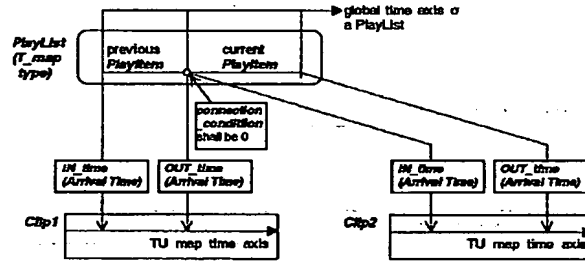 global time axis o
a PlayList
PlayList
(T_map
type)
previous
PlayItem
current
PlayItem
connection
_condition
shall be 0
IN_time
(Arrival Time)
OUT_time
(Arrival Time)
IN_time
(Arrival Time)
OUT_time
(Arrival Time)
Clip1
TU map time axis
Clip2
TU map time axis